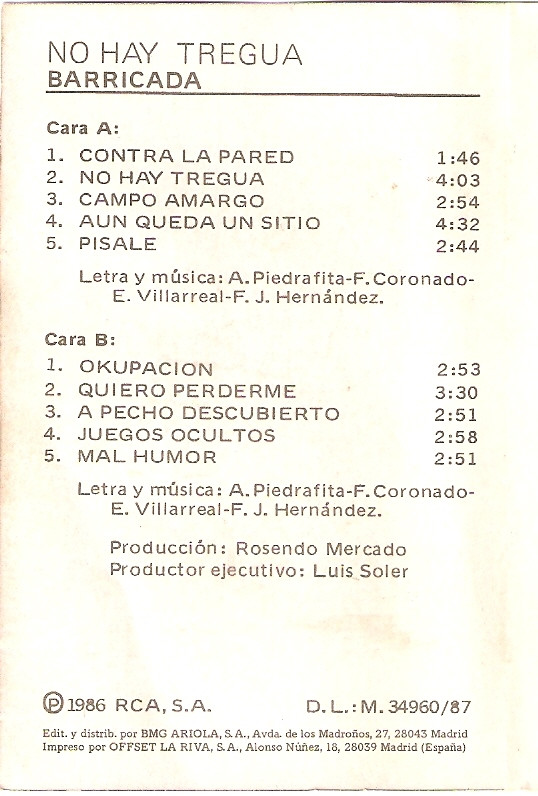 NO HAY TREGUA
BARRICADA
Cara A:
1. CONTRA LA PARED 1:46
2. NO HAY TREGUA 4:03
3. CAMPO AMARGO 2:54
4. AUN QUEDA UN SITIO 4:32
5. PISALE 2:44
Letra y música: A. Piedrafita-F. Coronado-
E. Villarreal-F. J. Hernández.
Cara B:
1. OKUPACION 2:53
2. QUIERO PERDERME 3:30
3. A PECHO DESCUBIERTO 2:51
4. JUEGOS OCULTOS 2:58
5. MAL HUMOR 2:51
Letra y música: A. Piedrafita-F. Coronado-
E. Villarreal-F. J. Hernández.
Producción: Rosendo Mercado
Productor ejecutivo: Luis Soler
℗ 1986 RCA, S.A. D.L.: M. 34960/87
Edit. y distrib. por BMG ARIOLA, S.A., Avda. de los Madroños, 27, 28043 Madrid
Impreso por OFFSET LA RIVA, S.A., Alonso Núñez, 18, 28039 Madrid (España)